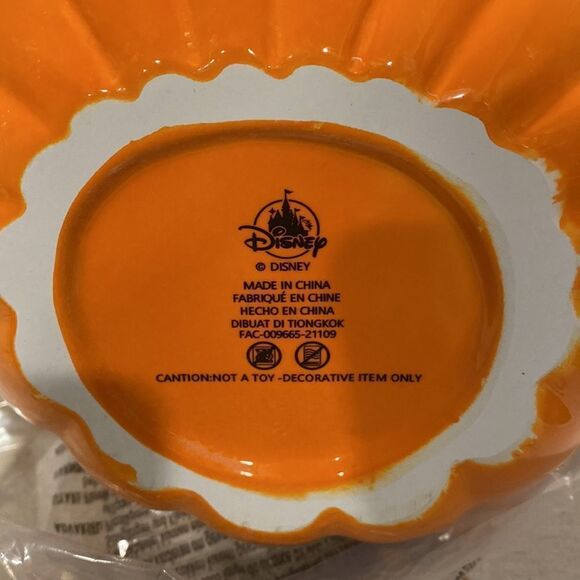 Disney
© DISNEY
MADE IN CHINA
FABRIQUÉ EN CHINE
HECHO EN CHINA
DIBUAT DI TIONGKOK
FAC-009665-21109
CANTION:NOT A TOY -DECORATIVE ITEM ONLY